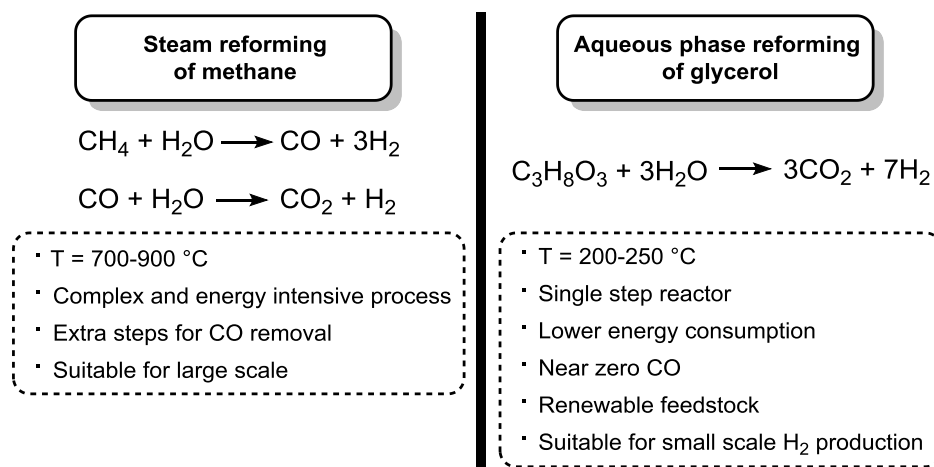 Steam reforming
of methane
CH₄ + H₂O ⟶ CO + 3H₂
CO + H₂O ⟶ CO₂ + H₂
· T = 700-900 °C
· Complex and energy intensive process
· Extra steps for CO removal
· Suitable for large scale
Aqueous phase reforming
of glycerol
C₃H₈O₃ + 3H₂O ⟶ 3CO₂ + 7H₂
· T = 200-250 °C
· Single step reactor
· Lower energy consumption
· Near zero CO
· Renewable feedstock
· Suitable for small scale H₂ production